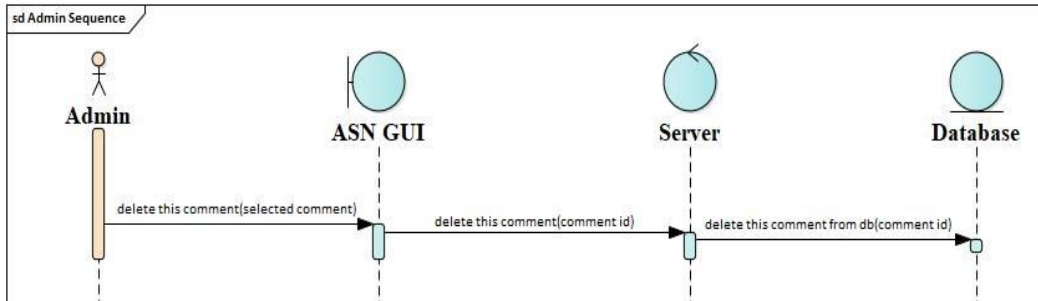 sd Admin Sequence
Admin
ASN GUI
Server
Database
delete this comment(selected comment)
delete this comment(comment id)
delete this comment from db(comment id)